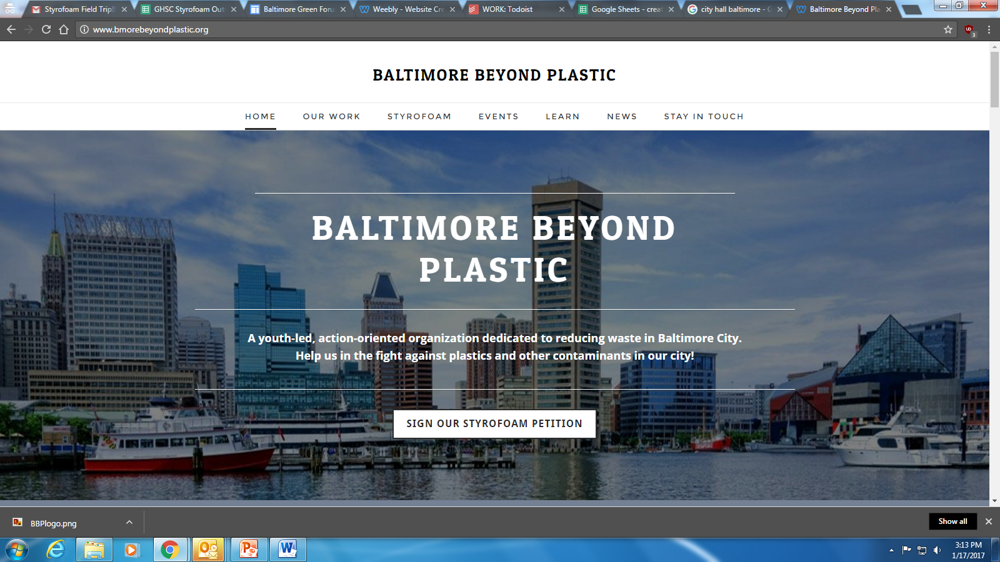 Styrofoam Field Trip!!
GHSC Styrofoam Out
Baltimore Green Foru
Weebly - Website Cre
WORK: Todoist
Google Sheets - creat
city hall baltimore - G
Baltimore Beyond Pla
www.bmorebeyondplastic.org
3
BALTIMORE BEYOND PLASTIC
HOME OUR WORK STYROFOAM EVENTS LEARN NEWS STAY IN TOUCH
BALTIMORE BEYOND
PLASTIC
A youth-led, action-oriented organization dedicated to reducing waste in Baltimore City.
Help us in the fight against plastics and other contaminants in our city!
SIGN OUR STYROFOAM PETITION
BBPlogo.png
Show all
3:13 PM
1/17/2017